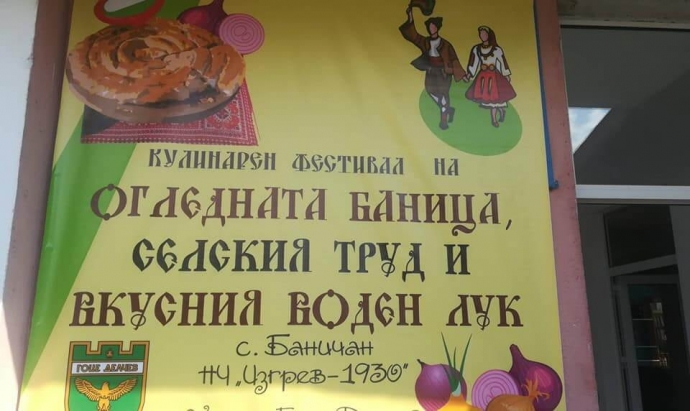 КУЛИНАРЕН ФЕСТИВАЛ НА
ОГЛЕДНАТА БАНИЦА,
СЕЛСКИЯ ТРУД И
ВКУСНИЯ ВОДЕН ЛУК
с. Баничан
НЧ „Изгрев-1930"
ГОЦЕ ДЕЛЧЕВ